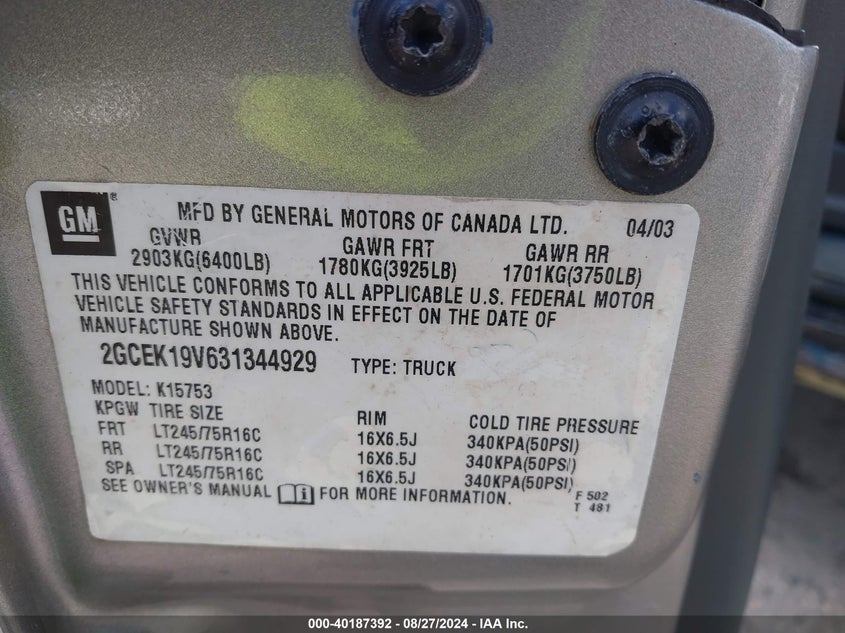 GM ® MFD BY GENERAL MOTORS OF CANADA LTD. 04/03
GVWR GAWR FRT GAWR RR
2903KG(6400LB) 1780KG(3925LB) 1701KG(3750LB)
THIS VEHICLE CONFORMS TO ALL APPLICABLE U.S. FEDERAL MOTOR
VEHICLE SAFETY STANDARDS IN EFFECT ON THE DATE OF
MANUFACTURE SHOWN ABOVE.
2GCEK19V631344929 TYPE: TRUCK
MODEL: K15753
KPGW TIRE SIZE RIM COLD TIRE PRESSURE
FRT LT245/75R16C 16X6.5J 340KPA(50PSI)
RR LT245/75R16C 16X6.5J 340KPA(50PSI)
SPA LT245/75R16C 16X6.5J 340KPA(50PSI)
SEE OWNER'S MANUAL i FOR MORE INFORMATION.
F 502
T 481
000-40187392 - 08/27/2024 - IAA Inc.